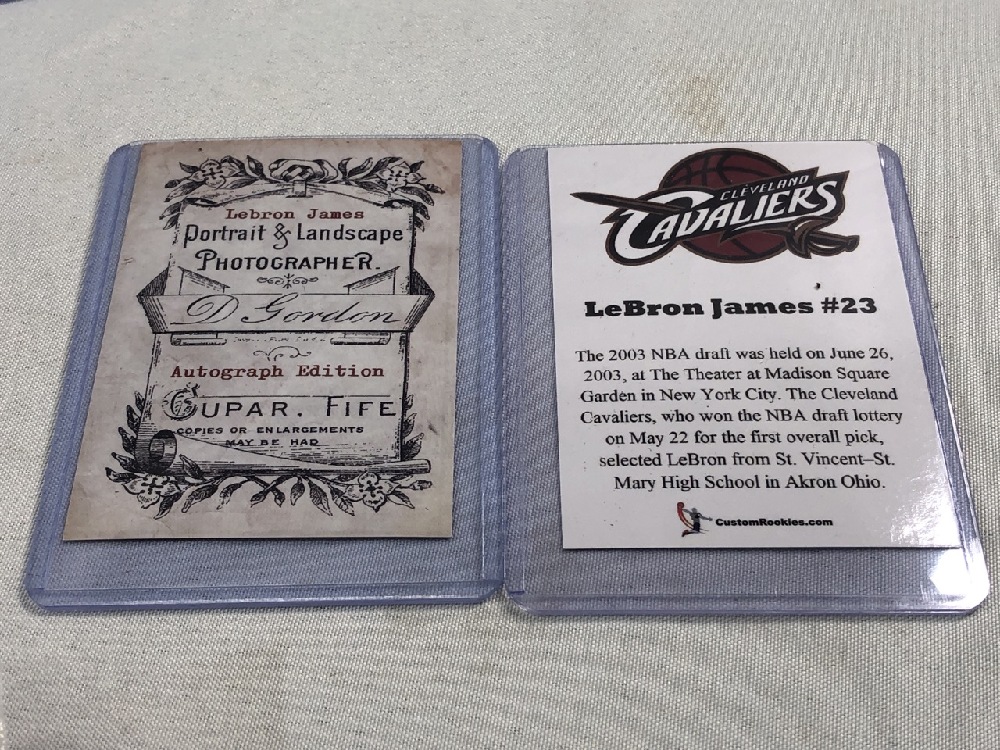 Lebron James
Portrait & Landscape
PHOTOGRAPHER.
D Gordon
Autograph Edition
CUPAR. FIFE
COPIES OR ENLARGEMENTS
MAY BE HAD
CLEVELAND
CAVALIERS
LeBron James #23
The 2003 NBA draft was held on June 26,
2003, at The Theater at Madison Square
Garden in New York City. The Cleveland
Cavaliers, who won the NBA draft lottery
on May 22 for the first overall pick,
selected LeBron from St. Vincent–St.
Mary High School in Akron Ohio.
CustomRookies.com